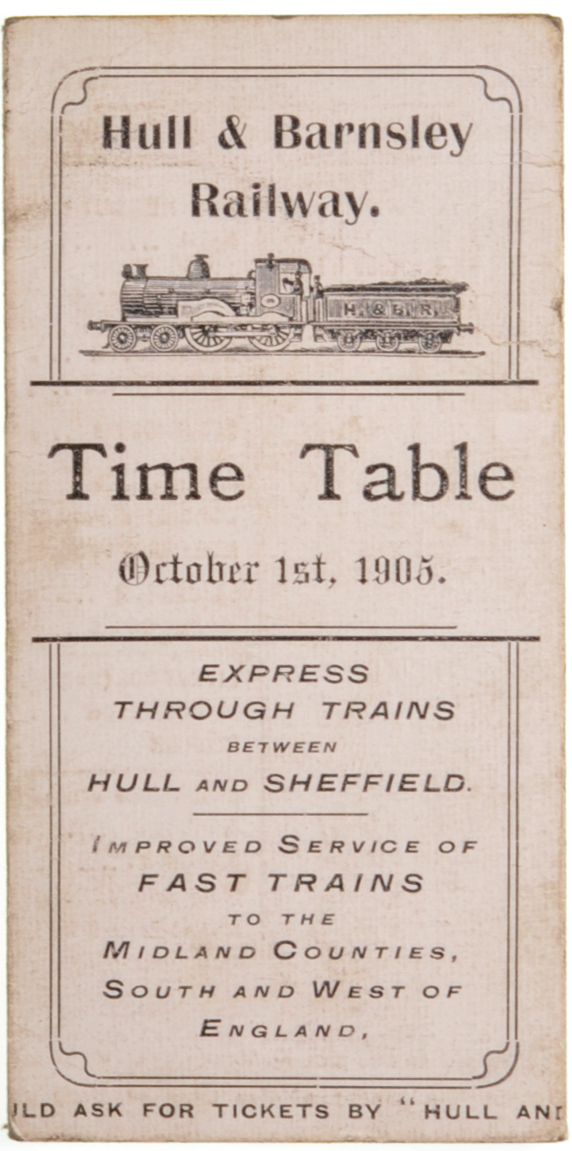 Hull & Barnsley
Railway.
H. & B. R.
Time Table
October 1st, 1905.
EXPRESS
THROUGH TRAINS
BETWEEN
HULL AND SHEFFIELD.
IMPROVED SERVICE OF
FAST TRAINS
TO THE
MIDLAND COUNTIES,
SOUTH AND WEST OF
ENGLAND,
ULD ASK FOR TICKETS BY "HULL AND